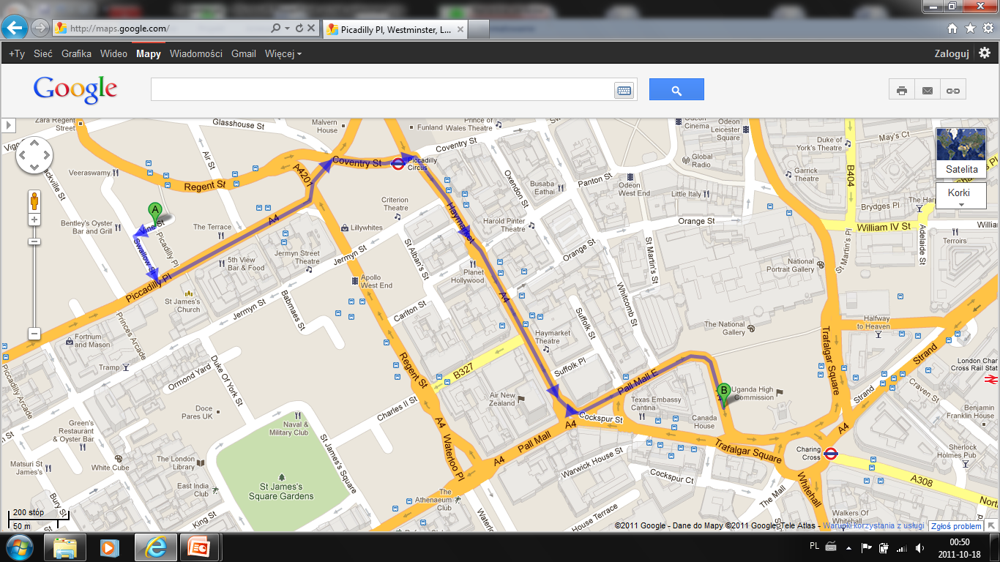 http://maps.google.com/
Picadilly Pl, Westminster, L...
+Ty Sieć Grafika Wideo Mapy Wiadomości Gmail Więcej
Zaloguj
Google
Zara Regent
Street
Glasshouse St
Malvern
House
Funland
Prince of
Wales Theatre
Odeon
Cinema
Odeon
Leicester
Square
Duke of
York's Theatre
May's Ct
Satelita
Korki
Air St
Coventry St
Coventry St
Piccadilly
Circus
A4201
Veeraswamy
Regent St
Sackville St
Global
Radio
Garrick
Theatre
B404
Oxendon St
Panton St
Busaba
Eathai
Odeon
West End
Little Italy
Brydges Pl
The Har
A
Vine St
Bentley's Oyster
Bar and Grill
Swallow St
Picadilly Pl
The Terrace
A4
Lillywhites
Criterion
Theatre
Haymarket
Harold Pinter
Theatre
Orange St
Orange St
William IV St
William
Terroirs
Adelaide St
St Martin's Pl
5th View
Bar & Food
Jermyn Street
Theatre
Jermyn St
St Alban's St
St Martin's St
National
Portrait Gallery
Piccadilly Pl
St James's
Church
Jermyn St
Babmaes St
Apollo
West End
Planet
Hollywood
A4
Whitcomb St
Carlton St
Suffolk St
The National
Gallery
Halfway
to Heaven
Princes Arcade
Fortnum
and Mason
Tramp
Haymarket
Theatre
Trafalgar Square
Strand
London Char
Cross Rail Stat
Piccadilly Arcade
Ormond Yard
Duke Of York St
Regent St
B327
Suffolk Pl
Pall Mall E
B
Uganda High
Commission
Strand
Craven St
Air New
Zealand
Texas Embassy
Cantina
Charles II St
Dores UK
Cockspur St
Canada
House
Benjamin
Franklin House
Naval &
Military Club
Green's
Restaurant
& Oyster Bar
A4
A4
Pall Mall
A4
A4
Waterloo Pl
Trafalgar Square
Charing
Cross
Sherlock
Holmes Pub
Matsuri St
James's
White Cube
The London
Library
St James's Square
Warwick House St
Cockspur Ct
Whitehall
A308
East India
Club
St James's
Square Gardens
The
Athenaeum
Club
The Mall
Bury St
King St
House Terrace
Walkers Of
Whitehall
200 stóp
50 m
©2011 Google - Dane do Mapy ©2011 Google, Tele Atlas - Warunki korzystania z usługi
Zgłoś problem
PL
00:50
2011-10-18